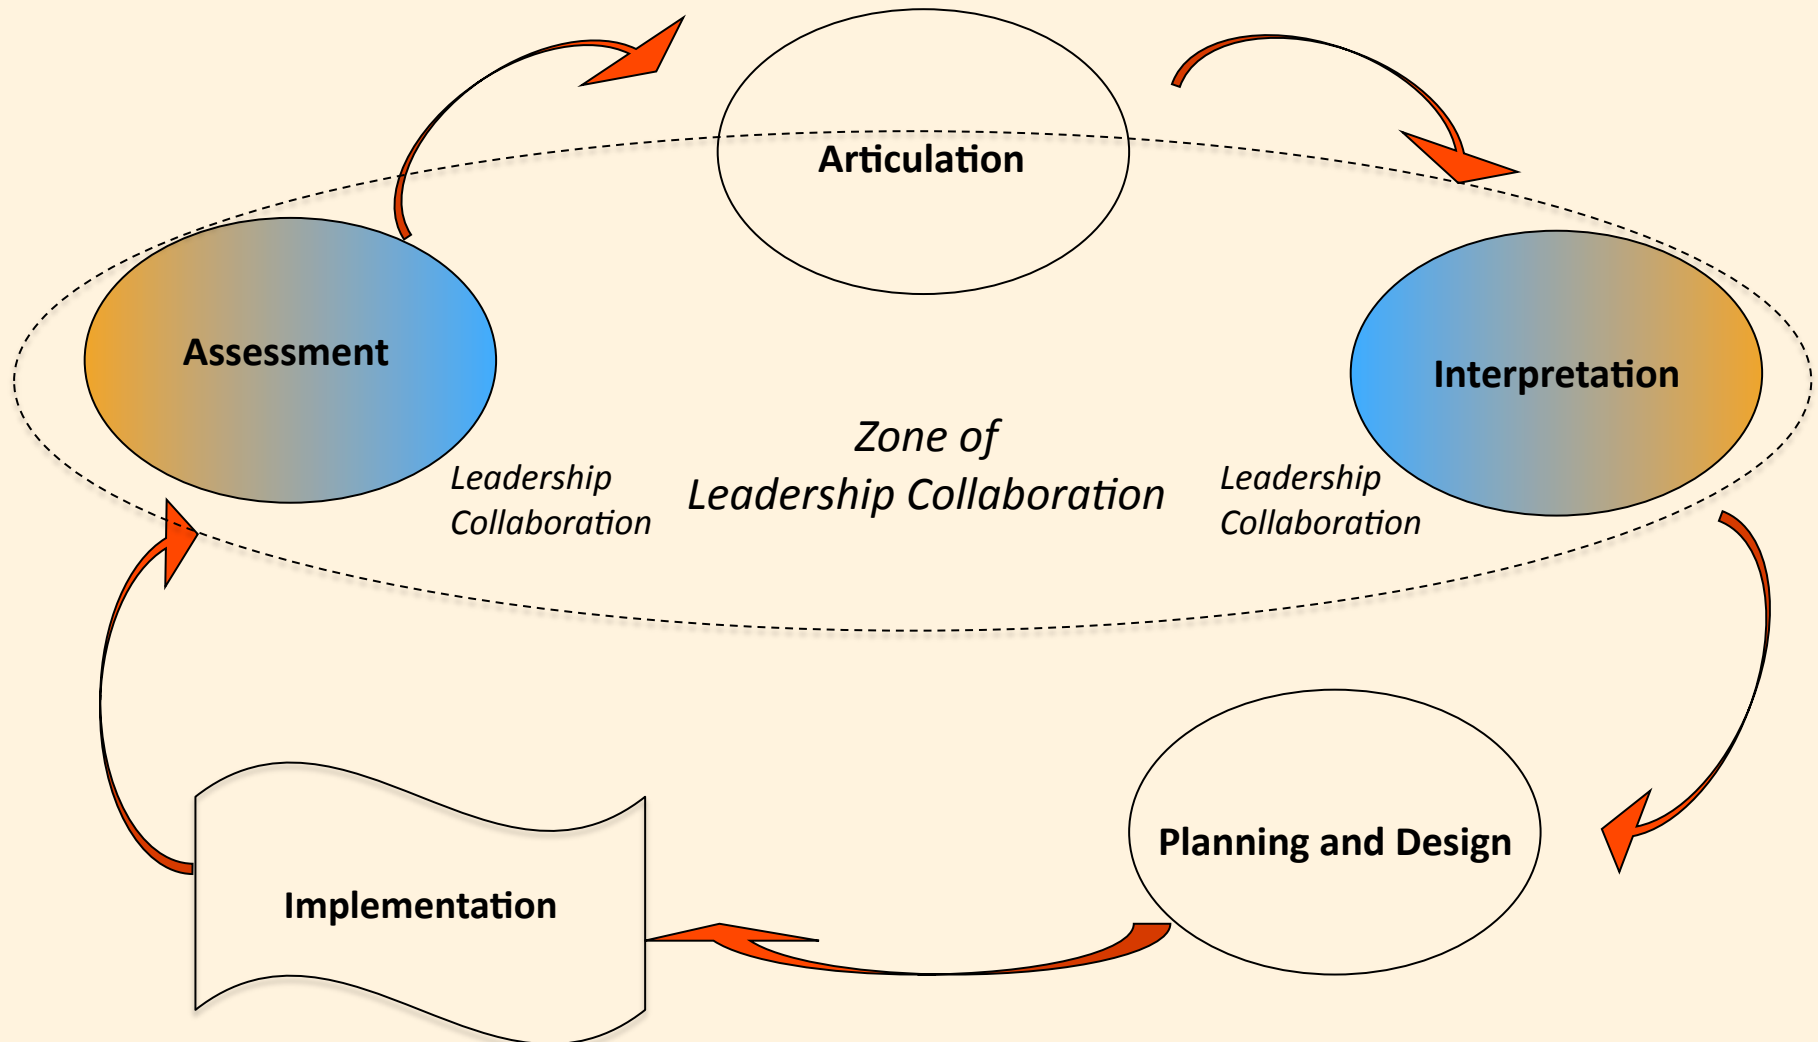 Articulation
Assessment
Interpretation
Zone of
Leadership Collaboration
Leadership
Collaboration
Leadership
Collaboration
Planning and Design
Implementation